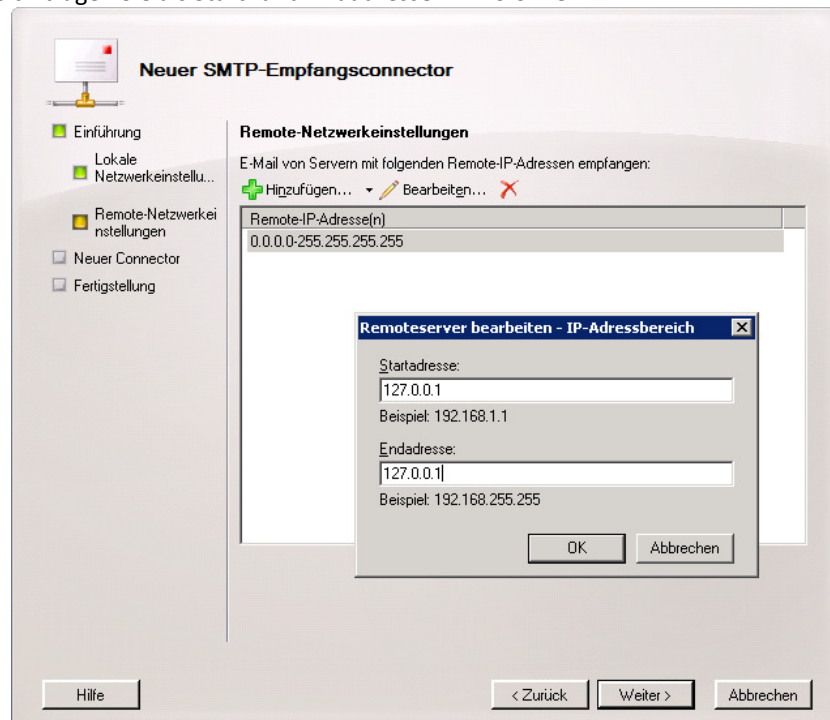 Neuer SMTP-Empfangsconnector
Einführung
Lokale
Netzwerkeinstellu...
Remote-Netzwerkei
nstellungen
Neuer Connector
Fertigstellung
Remote-Netzwerkeinstellungen
E-Mail von Servern mit folgenden Remote-IP-Adressen empfangen:
Hinzufügen... Bearbeiten...
Remote-IP-Adresse(n)
0.0.0.0-255.255.255.255
Remoteserver bearbeiten - IP-Adressbereich
Startadresse:
127.0.0.1
Beispiel: 192.168.1.1
Endadresse:
127.0.0.1
Beispiel: 192.168.255.255
OK Abbrechen
Hilfe < Zurück Weiter > Abbrechen